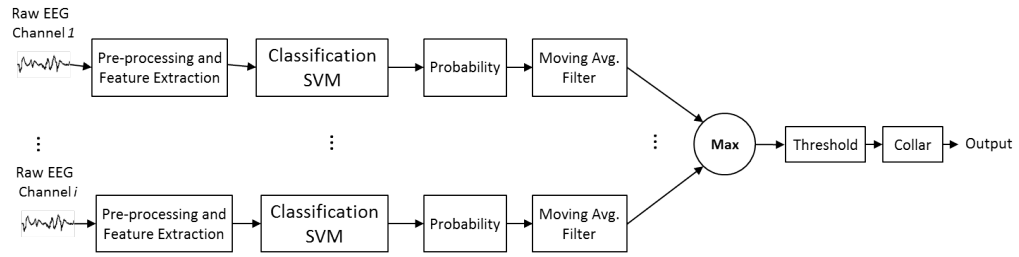 Raw EEG
Channel 1
Pre-processing and
Feature Extraction
Classification
SVM
Probability
Moving Avg.
Filter
Max
Threshold
Collar
Output
Raw EEG
Channel i
Pre-processing and
Feature Extraction
Classification
SVM
Probability
Moving Avg.
Filter